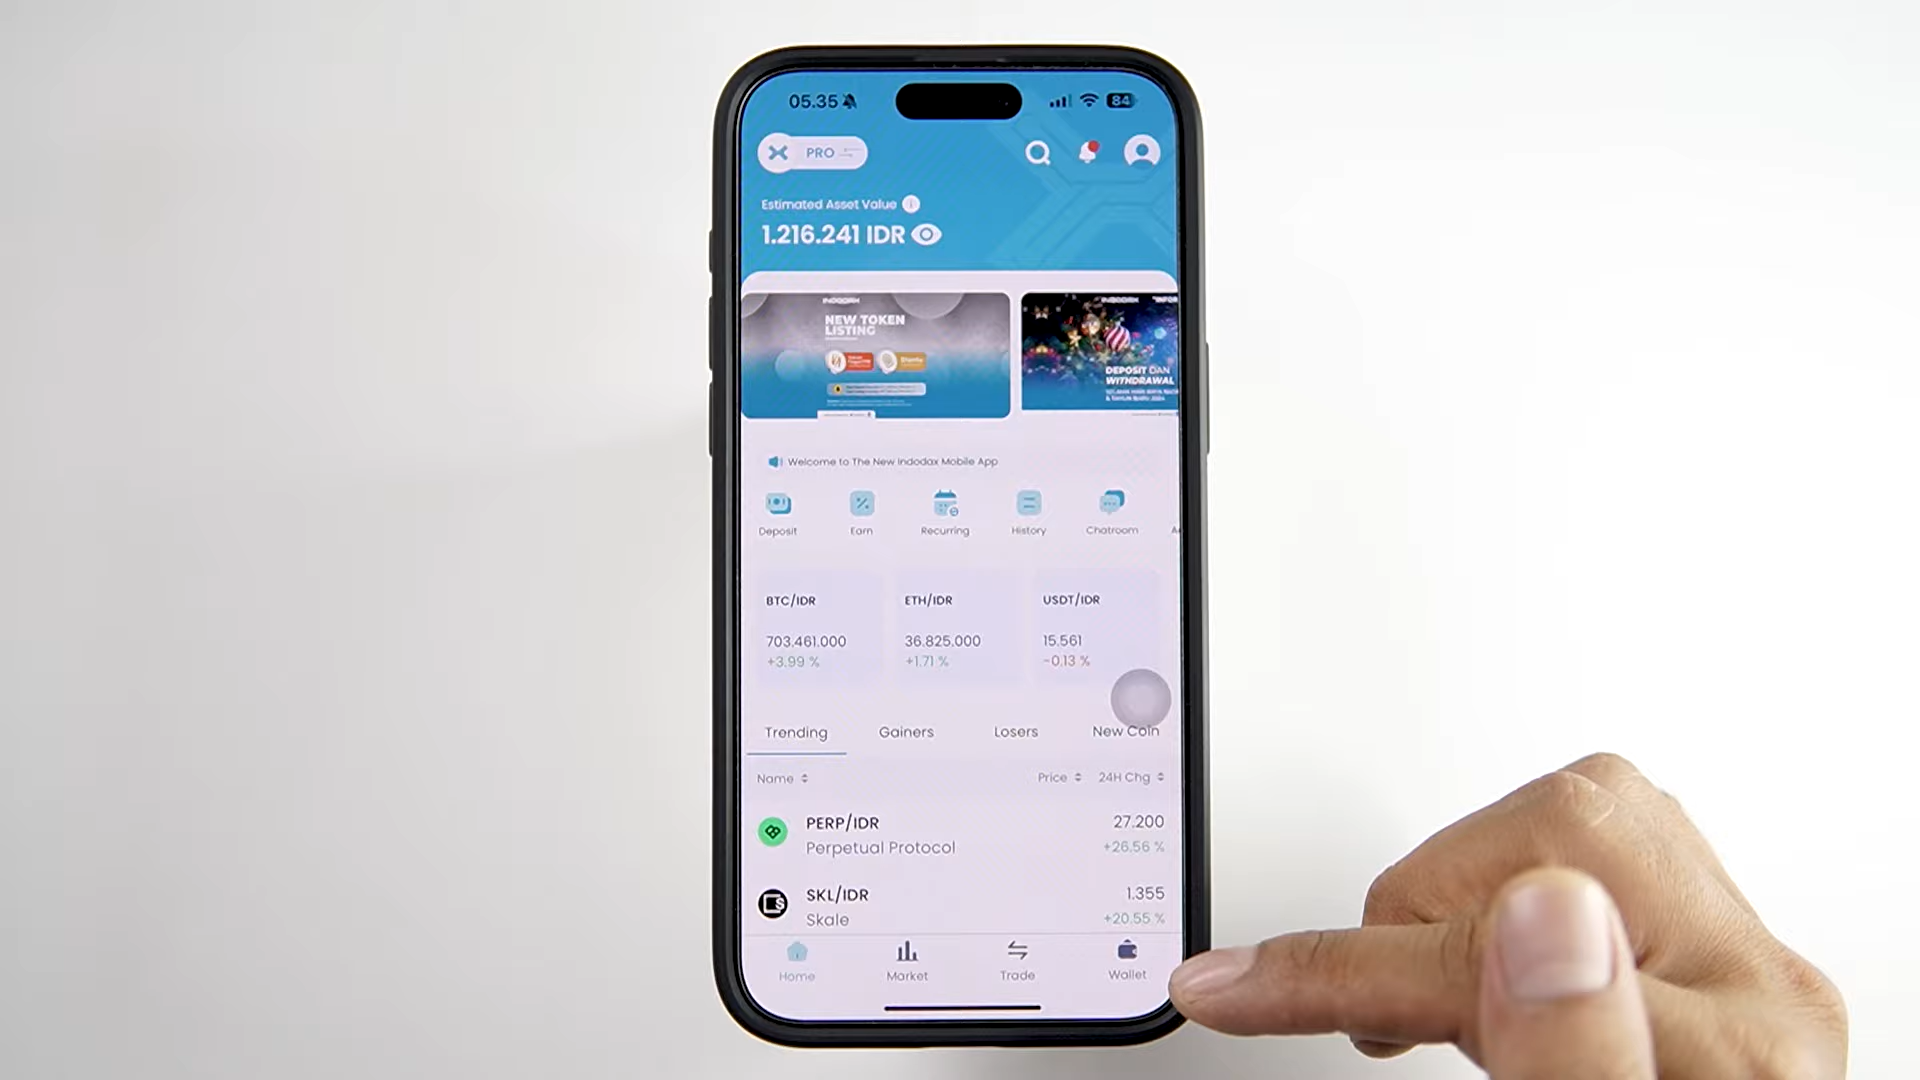 05.35
84
PRO
Estimated Asset Value
1.216.241 IDR
INDODAX
NEW TOKEN
LISTING
INDODAX
DEPOSIT DAN
WITHDRAWAL
Welcome to The New Indodax Mobile App
Deposit Earn Recurring History Chatroom
BTC/IDR ETH/IDR USDT/IDR
703.461.000 36.825.000 15.561
+3.99 % +1.71 % -0.13 %
Trending Gainers Losers New Coin
Name Price 24H Chg
PERP/IDR 27.200
Perpetual Protocol +26.56 %
SKL/IDR 1.355
Skale +20.55 %
Home Market Trade Wallet